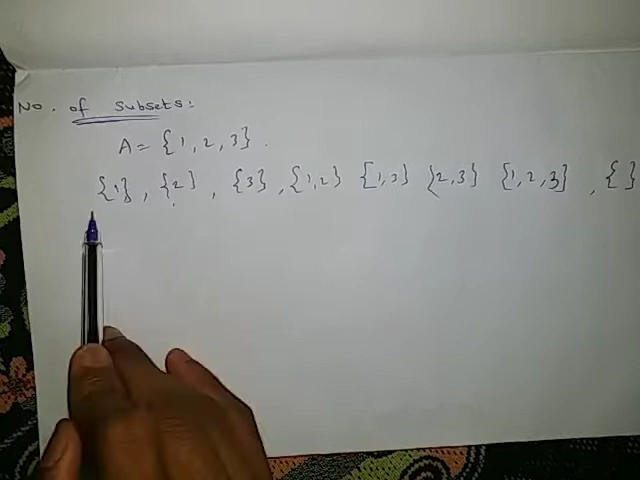 No. of subsets:
A = {1, 2, 3}.
{1}, {2}, {3}, {1,2} {1,3} {2,3} {1, 2, 3}, {}